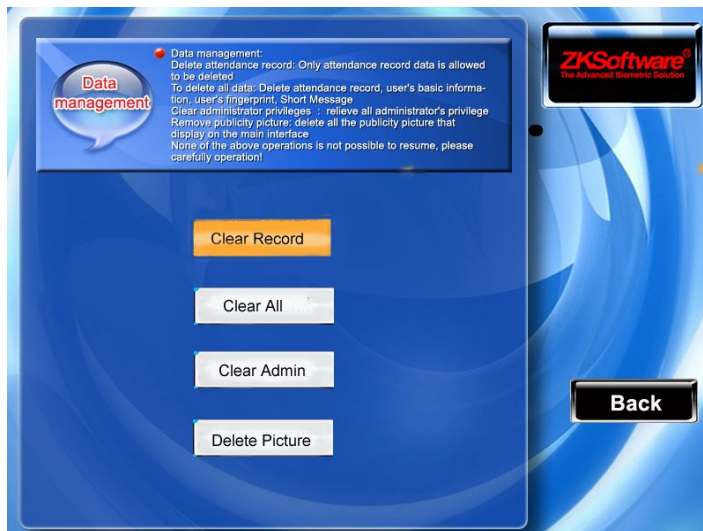 Data management
Data management:
Delete attendance record: Only attendance record data is allowed
to be deleted
To delete all data: Delete attendance record, user's basic informa-
tion, user's fingerprint, Short Message
Clear administrator privileges : relieve all administrator's privilege
Remove publicity picture: delete all the publicity picture that
display on the main interface
None of the above operations is not possible to resume, please
carefully operation!
ZKSoftware®
The Advanced Biometric Solution
Clear Record
Clear All
Clear Admin
Back
Delete Picture